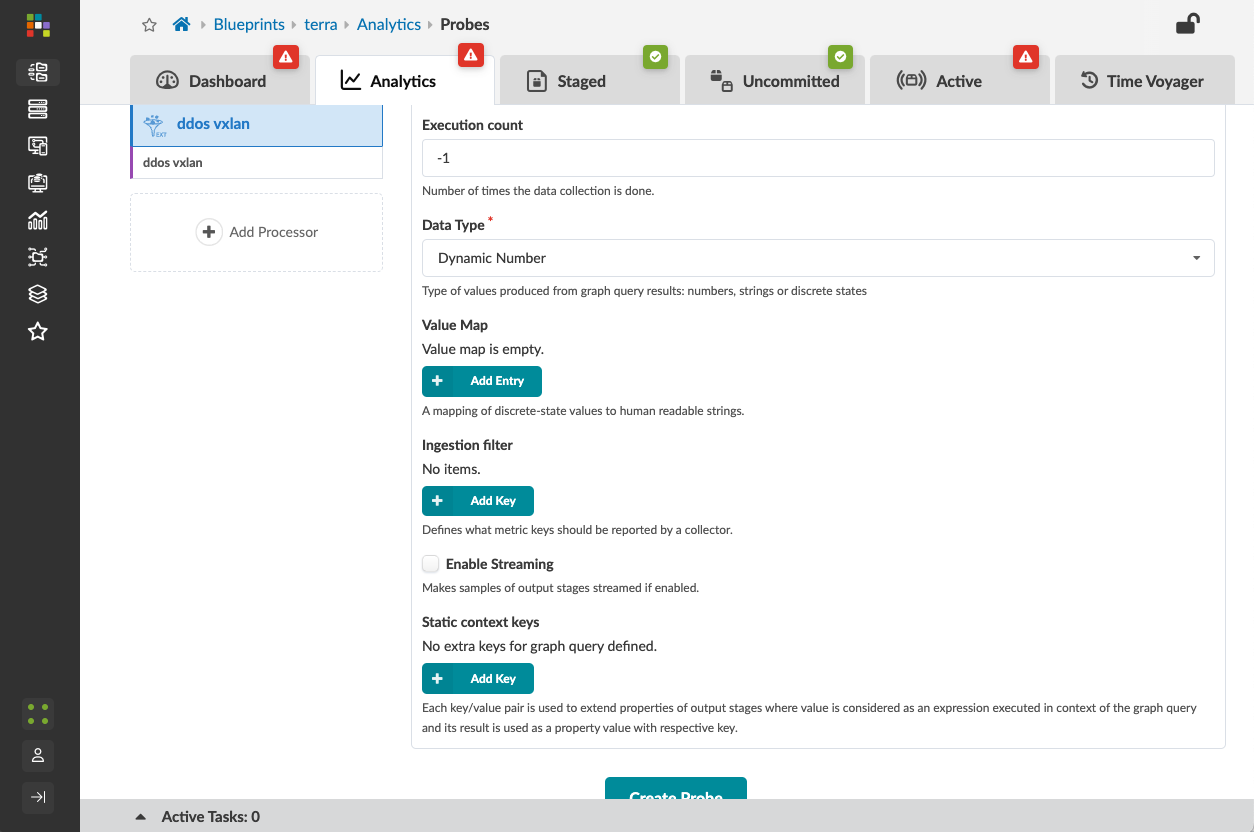 Blueprints terra Analytics Probes
Dashboard Analytics Staged Uncommitted Active Time Voyager
EXT ddos vxlan
ddos vxlan
Add Processor
Execution count
-1
Number of times the data collection is done.
Data Type *
Dynamic Number
Type of values produced from graph query results: numbers, strings or discrete states
Value Map
Value map is empty.
+ Add Entry
A mapping of discrete-state values to human readable strings.
Ingestion filter
No items.
+ Add Key
Defines what metric keys should be reported by a collector.
Enable Streaming
Makes samples of output stages streamed if enabled.
Static context keys
No extra keys for graph query defined.
+ Add Key
Each key/value pair is used to extend properties of output stages where value is considered as an expression executed in context of the graph query
and its result is used as a property value with respective key.
Create Probe
Active Tasks: 0